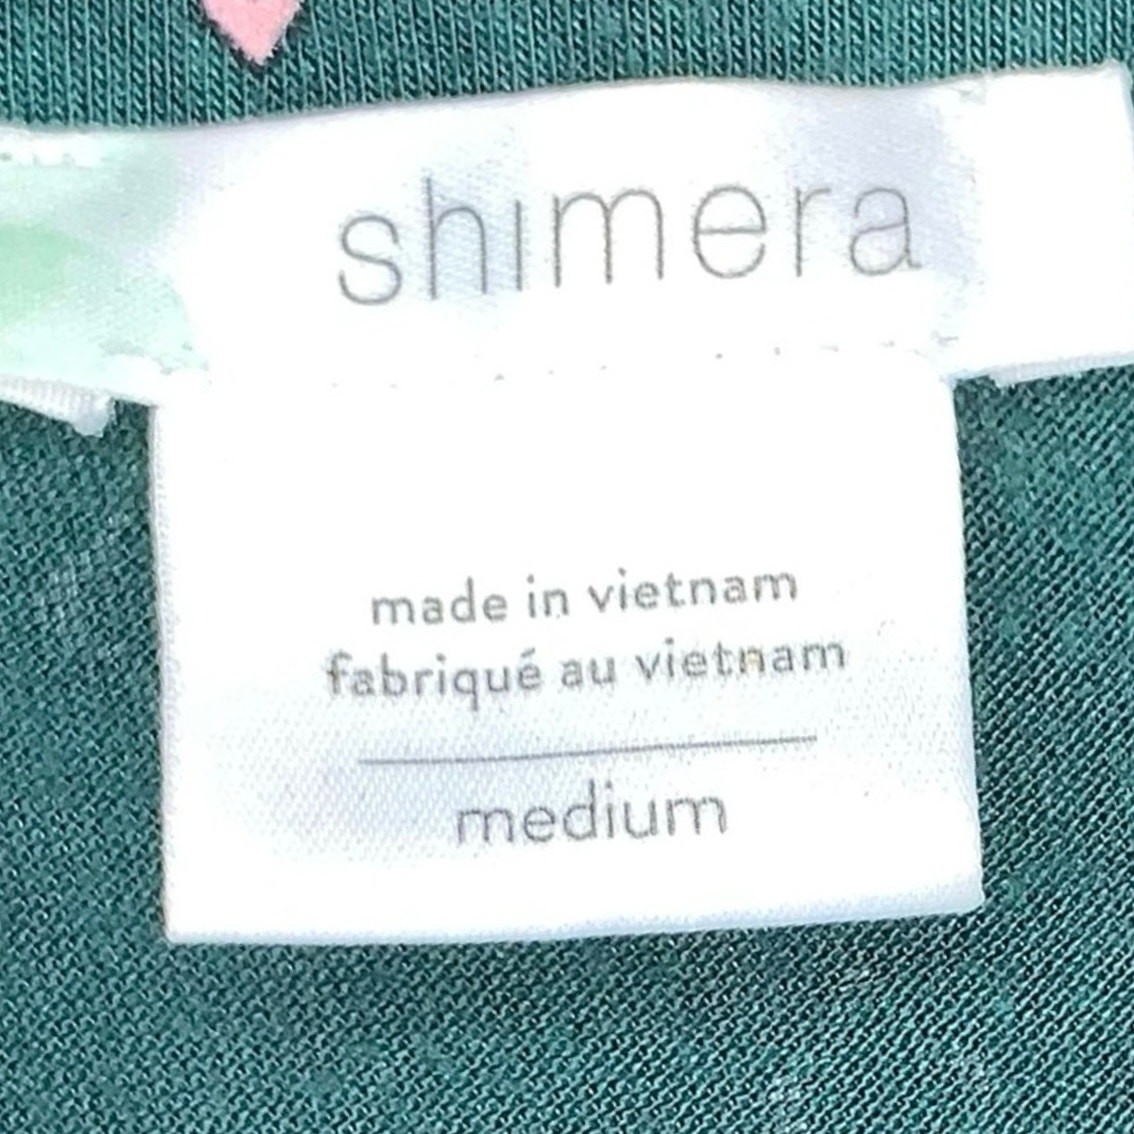 shimera
made in vietnam
fabriqué au vietnam
medium